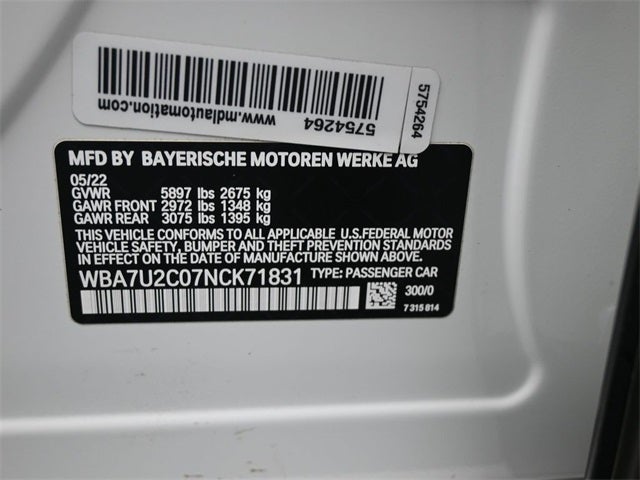 5754264
www.mdlautomation.com
5754264
MFD BY BAYERISCHE MOTOREN WERKE AG
05/22
GVWR 5897 lbs 2675 kg
GAWR FRONT 2972 lbs 1348 kg
GAWR REAR 3075 lbs 1395 kg
THIS VEHICLE CONFORMS TO ALL APPLICABLE U.S.FEDERAL MOTOR
VEHICLE SAFETY, BUMPER AND THEFT PREVENTION STANDARDS
IN EFFECT ON THE DATE OF MANUFACTURE SHOWN ABOVE.
WBA7U2C07NCK71831 TYPE: PASSENGER CAR
300/0
7 315 814